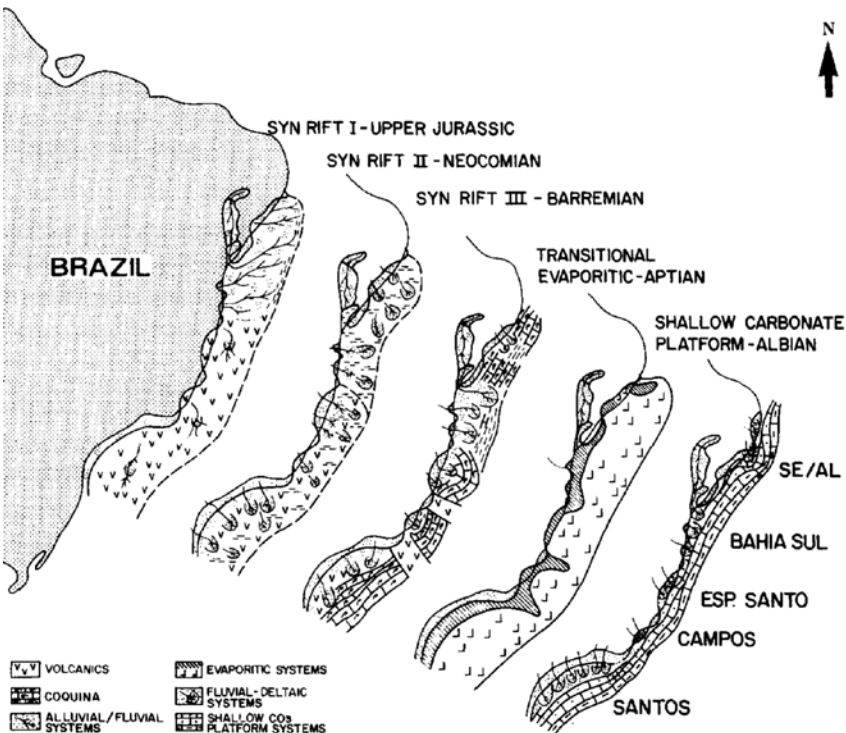 N
SYN RIFT I - UPPER JURASSIC
SYN RIFT II - NEOCOMIAN
SYN RIFT III - BARREMIAN
TRANSITIONAL
EVAPORITIC-APTIAN
SHALLOW CARBONATE
PLATFORM-ALBIAN
BRAZIL
SE/AL
BAHIA SUL
ESP. SANTO
CAMPOS
SANTOS
VOLCANICS
COQUINA
ALLUVIAL/FLUVIAL
SYSTEMS
EVAPORITIC SYSTEMS
FLUVIAL-DELTAIC
SYSTEMS
SHALLOW CO₃
PLATFORM SYSTEMS